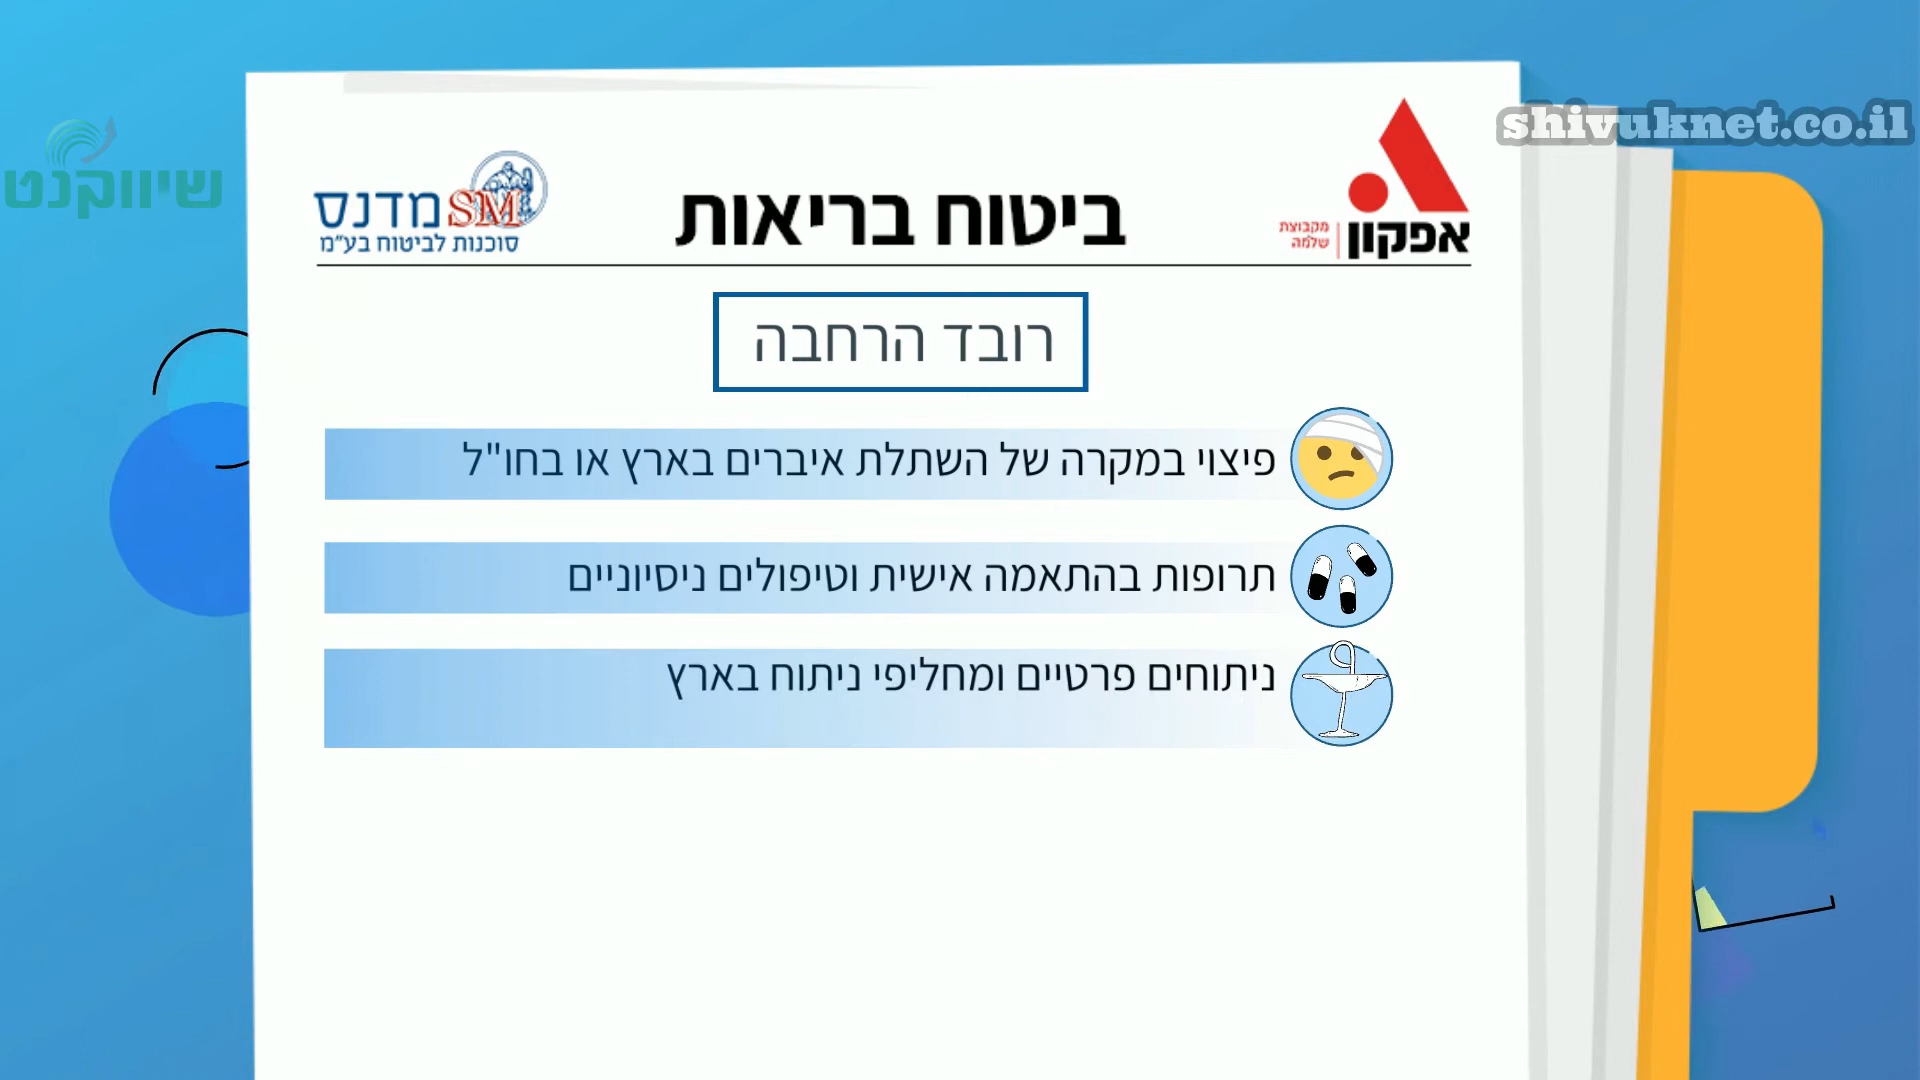 shivuknet.co.il
שיווקנט
אפקון
מקבוצת
שלמה
ביטוח בריאות
SM מדנס
סוכנות לביטוח בע״מ
רובד הרחבה
פיצוי במקרה של השתלת איברים בארץ או בחו"ל
תרופות בהתאמה אישית וטיפולים ניסיוניים
ניתוחים פרטיים ומחליפי ניתוח בארץ